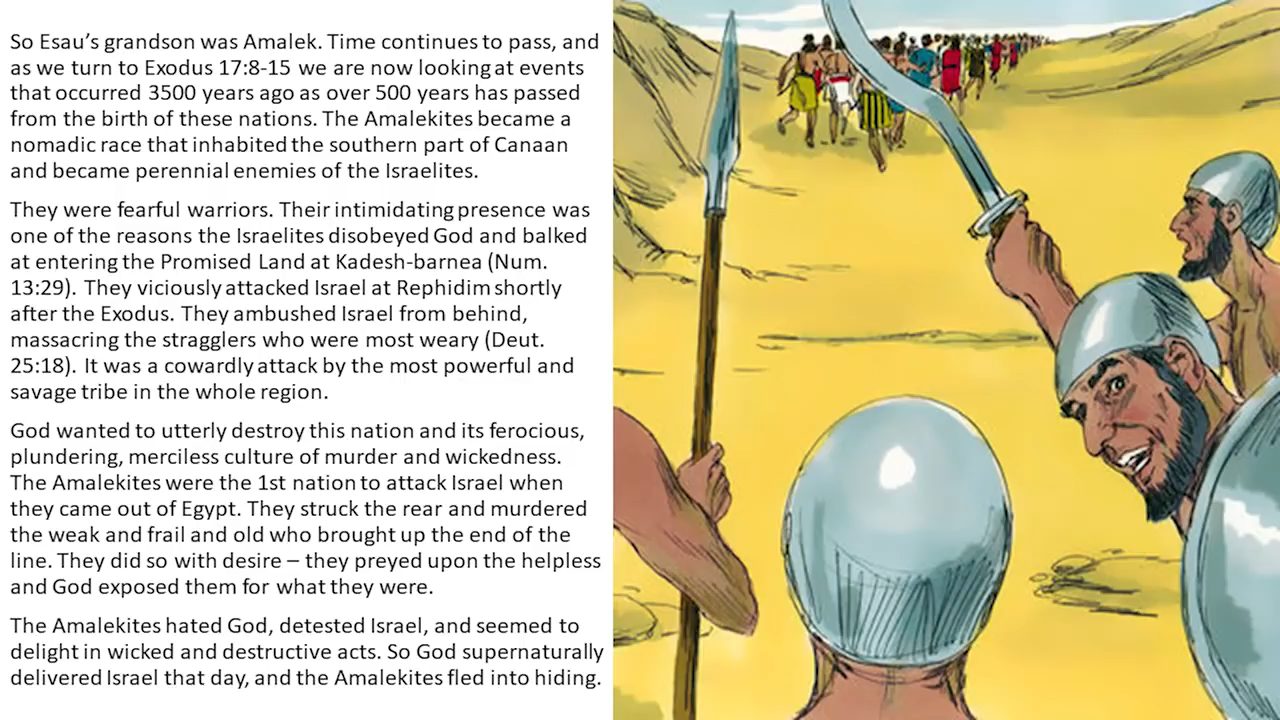 So Esau’s grandson was Amalek. Time continues to pass, and
as we turn to Exodus 17:8-15 we are now looking at events
that occurred 3500 years ago as over 500 years has passed
from the birth of these nations. The Amalekites became a
nomadic race that inhabited the southern part of Canaan
and became perennial enemies of the Israelites.
They were fearful warriors. Their intimidating presence was
one of the reasons the Israelites disobeyed God and balked
at entering the Promised Land at Kadesh-barnea (Num.
13:29). They viciously attacked Israel at Rephidim shortly
after the Exodus. They ambushed Israel from behind,
massacring the stragglers who were most weary (Deut.
25:18). It was a cowardly attack by the most powerful and
savage tribe in the whole region.
God wanted to utterly destroy this nation and its ferocious,
plundering, merciless culture of murder and wickedness.
The Amalekites were the 1st nation to attack Israel when
they came out of Egypt. They struck the rear and murdered
the weak and frail and old who brought up the end of the
line. They did so with desire – they preyed upon the helpless
and God exposed them for what they were.
The Amalekites hated God, detested Israel, and seemed to
delight in wicked and destructive acts. So God supernaturally
delivered Israel that day, and the Amalekites fled into hiding.